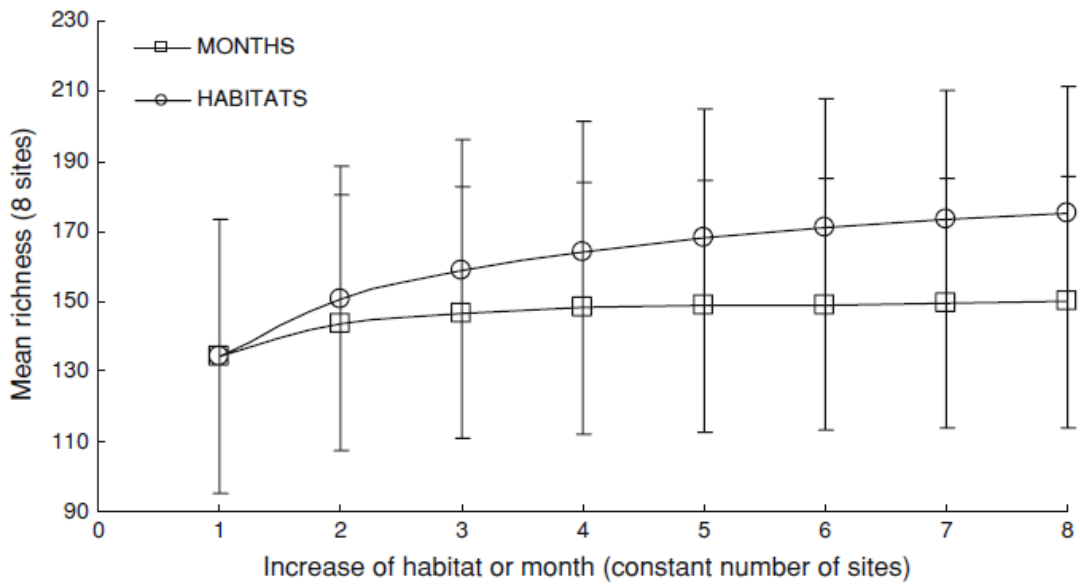 230
210
190
170
150
130
110
90
Mean richness (8 sites)
MONTHS
HABITATS
0 1 2 3 4 5 6 7 8
Increase of habitat or month (constant number of sites)